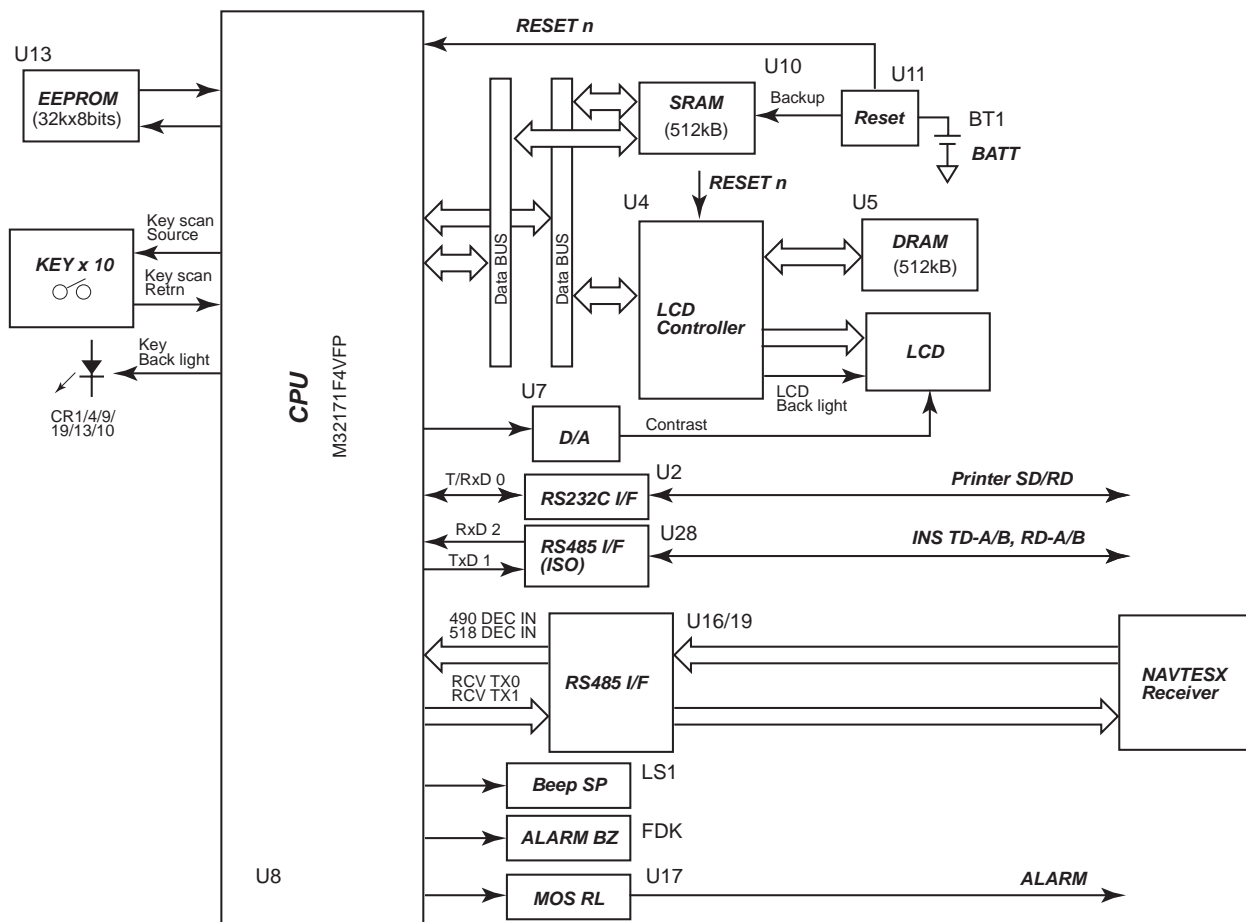 RESET n
U13
EEPROM
(32kx8bits)
U10
U11
SRAM
(512kB)
Backup
Reset
BT1
BATT
RESET n
U4
U5
Key scan
Source
KEY x 10
Key scan
Retrn
Data BUS
Data BUS
DRAM
(512kB)
LCD
Controller
LCD
Key
Back light
LCD
Back light
CR1/4/9/
19/13/10
CPU
M32171F4VFP
U7
D/A
Contrast
T/RxD 0
RS232C I/F
U2
Printer SD/RD
RxD 2
TxD 1
RS485 I/F
(ISO)
U28
INS TD-A/B, RD-A/B
490 DEC IN
518 DEC IN
U16/19
RS485 I/F
RCV TX0
RCV TX1
NAVTESX
Receiver
Beep SP
LS1
ALARM BZ
FDK
U8
MOS RL
U17
ALARM